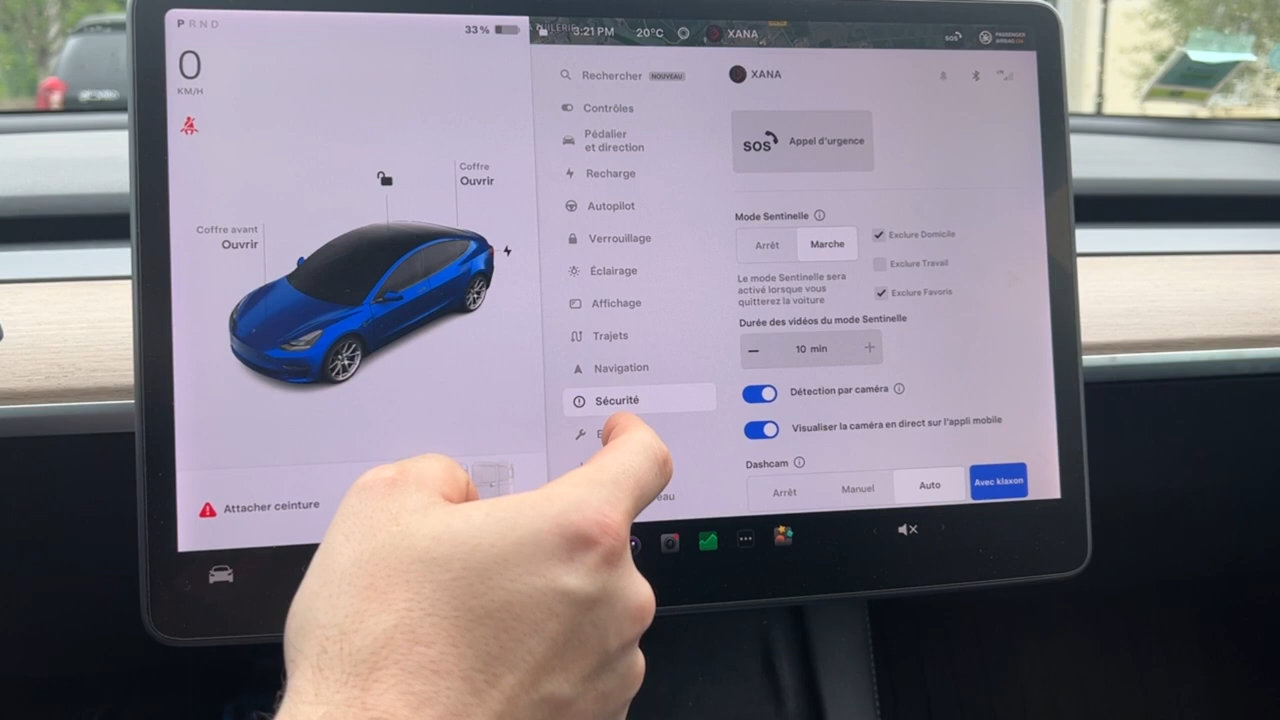 PRND
33%
3:21 PM
20°C
XANA
SOS
PASSENGER
AIRBAG ON
0
KM/H
Coffre
Ouvrir
Coffre avant
Ouvrir
Attacher ceinture
Rechercher NOUVEAU
Contrôles
Pédalier
et direction
Recharge
Autopilot
Verrouillage
Éclairage
Affichage
Trajets
Navigation
Sécurité
XANA
SOS Appel d'urgence
Mode Sentinelle
Arrêt Marche
Exclure Domicile
Exclure Travail
Exclure Favoris
Le mode Sentinelle sera
activé lorsque vous
quitterez la voiture
Durée des vidéos du mode Sentinelle
— 10 min +
Détection par caméra
Visualiser la caméra en direct sur l'appli mobile
Dashcam
Arrêt Manuel Auto Avec klaxon